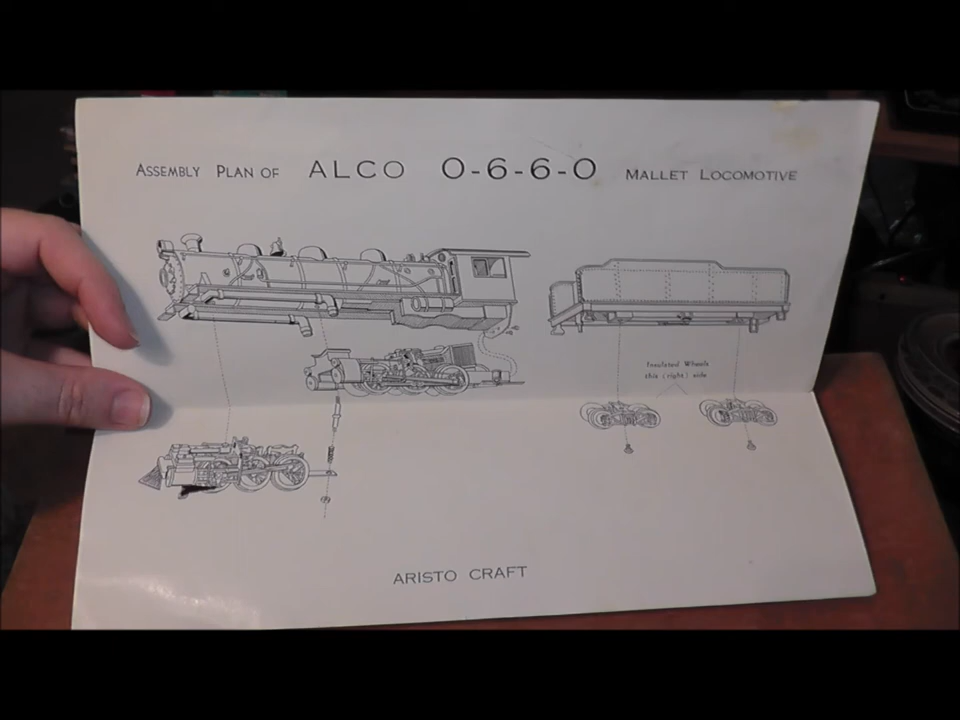 ASSEMBLY PLAN OF ALCO 0-6-6-0 MALLET LOCOMOTIVE
Insulated Wheels
this (right) side
ARISTO CRAFT